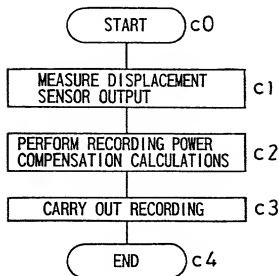 START c0
MEASURE DISPLACEMENT
SENSOR OUTPUT c1
PERFORM RECORDING POWER
COMPENSATION CALCULATIONS c2
CARRY OUT RECORDING c3
END c4